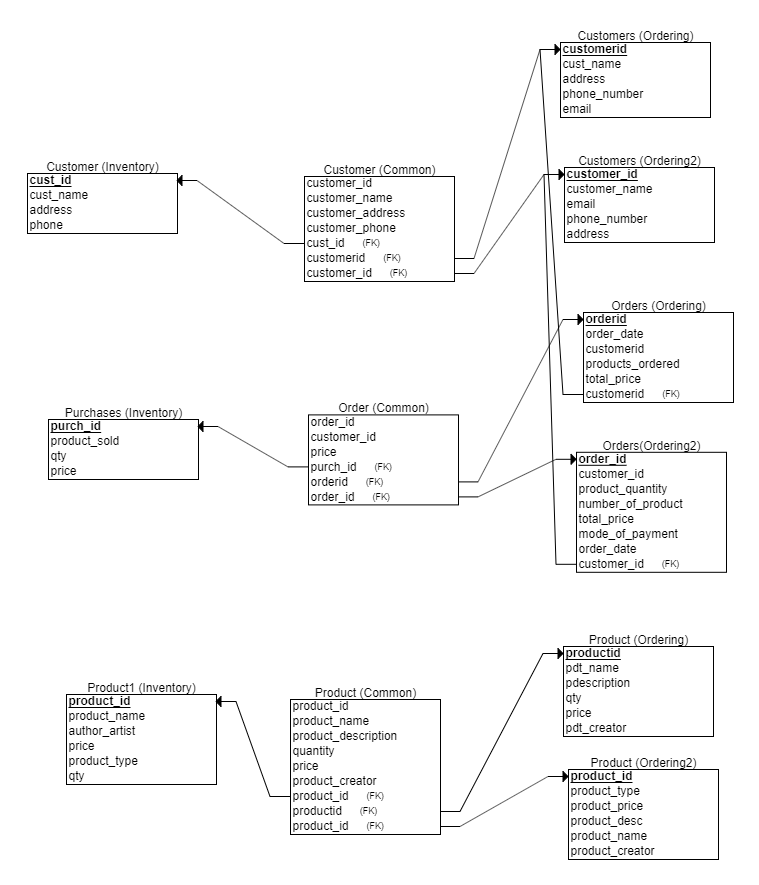 Customers (Ordering)
customerid
cust_name
address
phone_number
email
Customer (Inventory)
cust_id
cust_name
address
phone
Customer (Common)
customer_id
customer_name
customer_address
customer_phone
cust_id (FK)
customerid (FK)
customer_id (FK)
Customers (Ordering2)
customer_id
customer_name
email
phone_number
address
Orders (Ordering)
orderid
order_date
customerid
products_ordered
total_price
customerid (FK)
Purchases (Inventory)
purch_id
product_sold
qty
price
Order (Common)
order_id
customer_id
price
purch_id (FK)
orderid (FK)
order_id (FK)
Orders(Ordering2)
order_id
customer_id
product_quantity
number_of_product
total_price
mode_of_payment
order_date
customer_id (FK)
Product (Ordering)
productid
pdt_name
pdescription
qty
price
pdt_creator
Product1 (Inventory)
product_id
product_name
author_artist
price
product_type
qty
Product (Common)
product_id
product_name
product_description
quantity
price
product_creator
product_id (FK)
productid (FK)
product_id (FK)
Product (Ordering2)
product_id
product_type
product_price
product_desc
product_name
product_creator